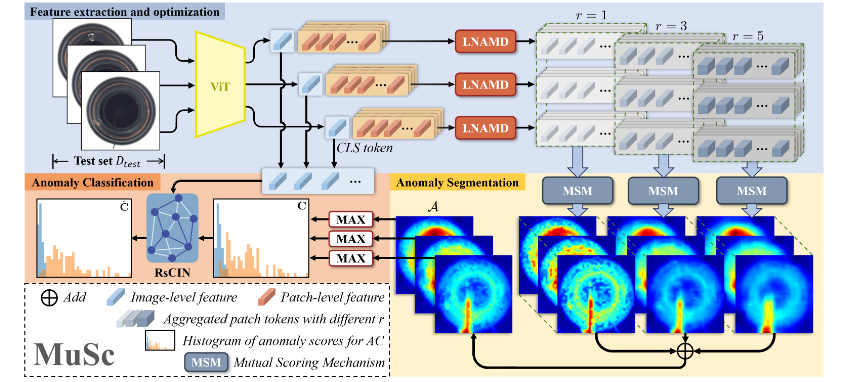 Feature extraction and optimization
r = 1
r = 3
r = 5
ViT
LNAMD
LNAMD
LNAMD
CLS token
Test set D_test
Anomaly Classification
Anomaly Segmentation
MSM
MSM
MSM
Ĉ
C
𝒜
MAX
MAX
MAX
RsCIN
Add
Image-level feature
Patch-level feature
Aggregated patch tokens with different r
Histogram of anomaly scores for AC
MuSc
MSM
Mutual Scoring Mechanism